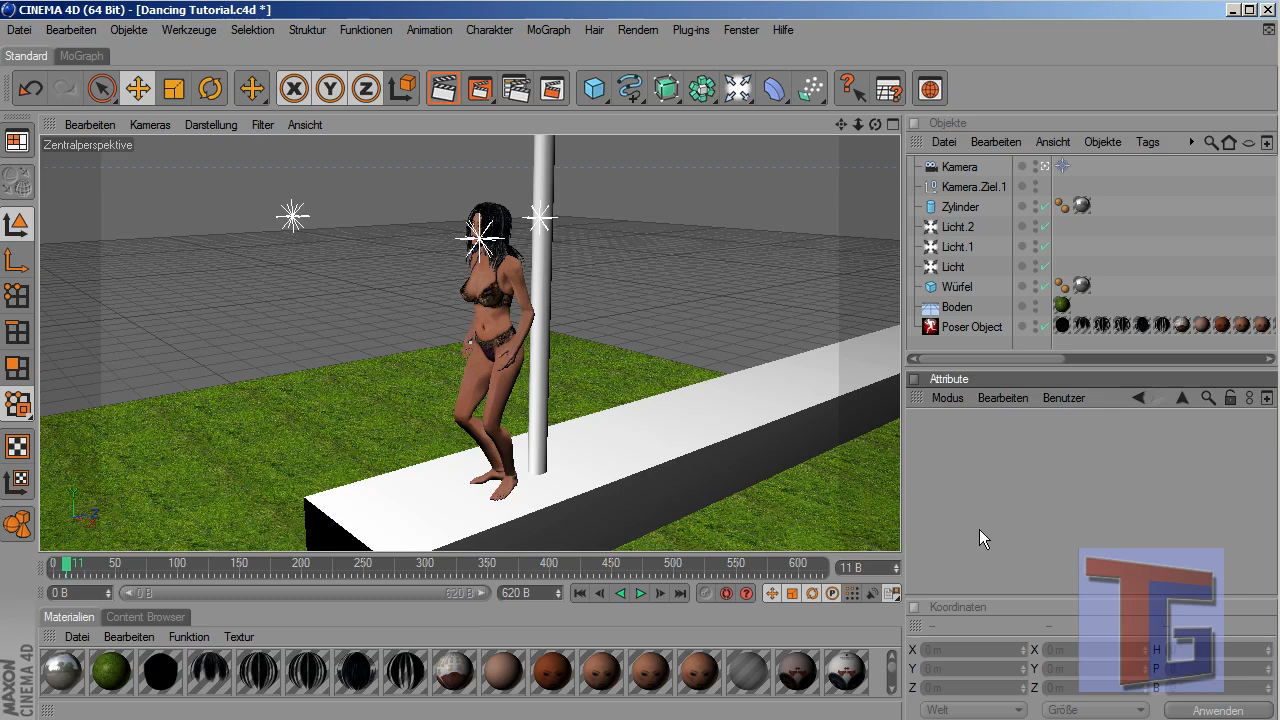 CINEMA 4D (64 Bit) - [Dancing Tutorial.c4d *]
Datei Bearbeiten Objekte Werkzeuge Selektion Struktur Funktionen Animation Charakter MoGraph Hair Rendern Plug-ins Fenster Hilfe
Standard MoGraph
X Y Z
Bearbeiten Kameras Darstellung Filter Ansicht
Zentralperspektive
Objekte
Datei Bearbeiten Ansicht Objekte Tags
Kamera
Kamera.Ziel.1
Zylinder
Licht.2
Licht.1
Licht
Würfel
Boden
Poser Object
Attribute
Modus Bearbeiten Benutzer
0 11 50 100 150 200 250 300 350 400 450 500 550 600 11 B
0 B 0 B 620 B 620 B
Materialien Content Browser
Datei Bearbeiten Funktion Textur
Koordinaten
X 0 m X 0 m H
Y 0 m Y 0 m P
Z 0 m Z 0 m B
Welt Größe Anwenden
MAXON
CINEMA 4D
TG